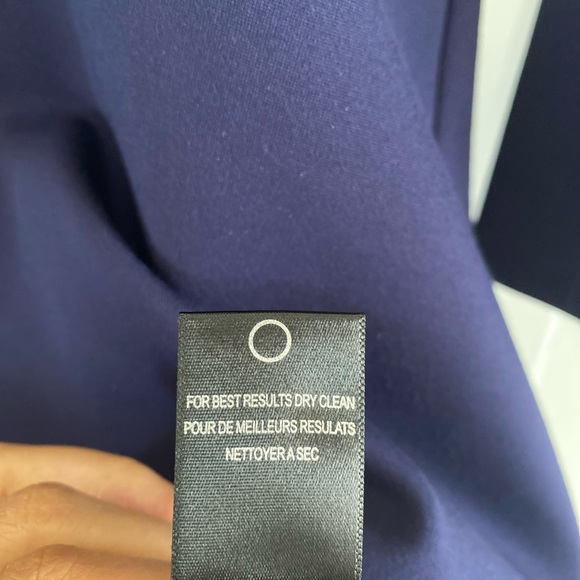 FOR BEST RESULTS DRY CLEAN
POUR DE MEILLEURS RESULATS
NETTOYER A SEC